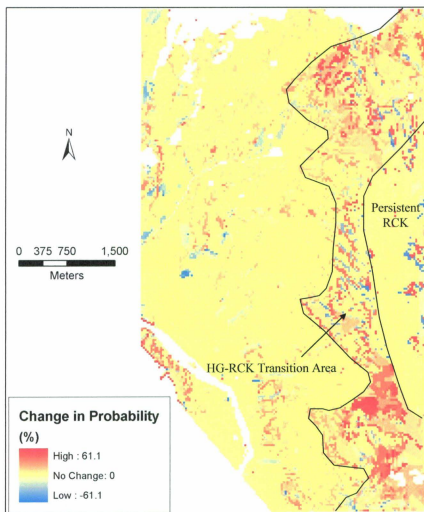 N
Persistent
RCK
0 375 750 1,500
Meters
HG-RCK Transition Area
Change in Probability
(%)
High : 61.1
No Change: 0
Low : -61.1